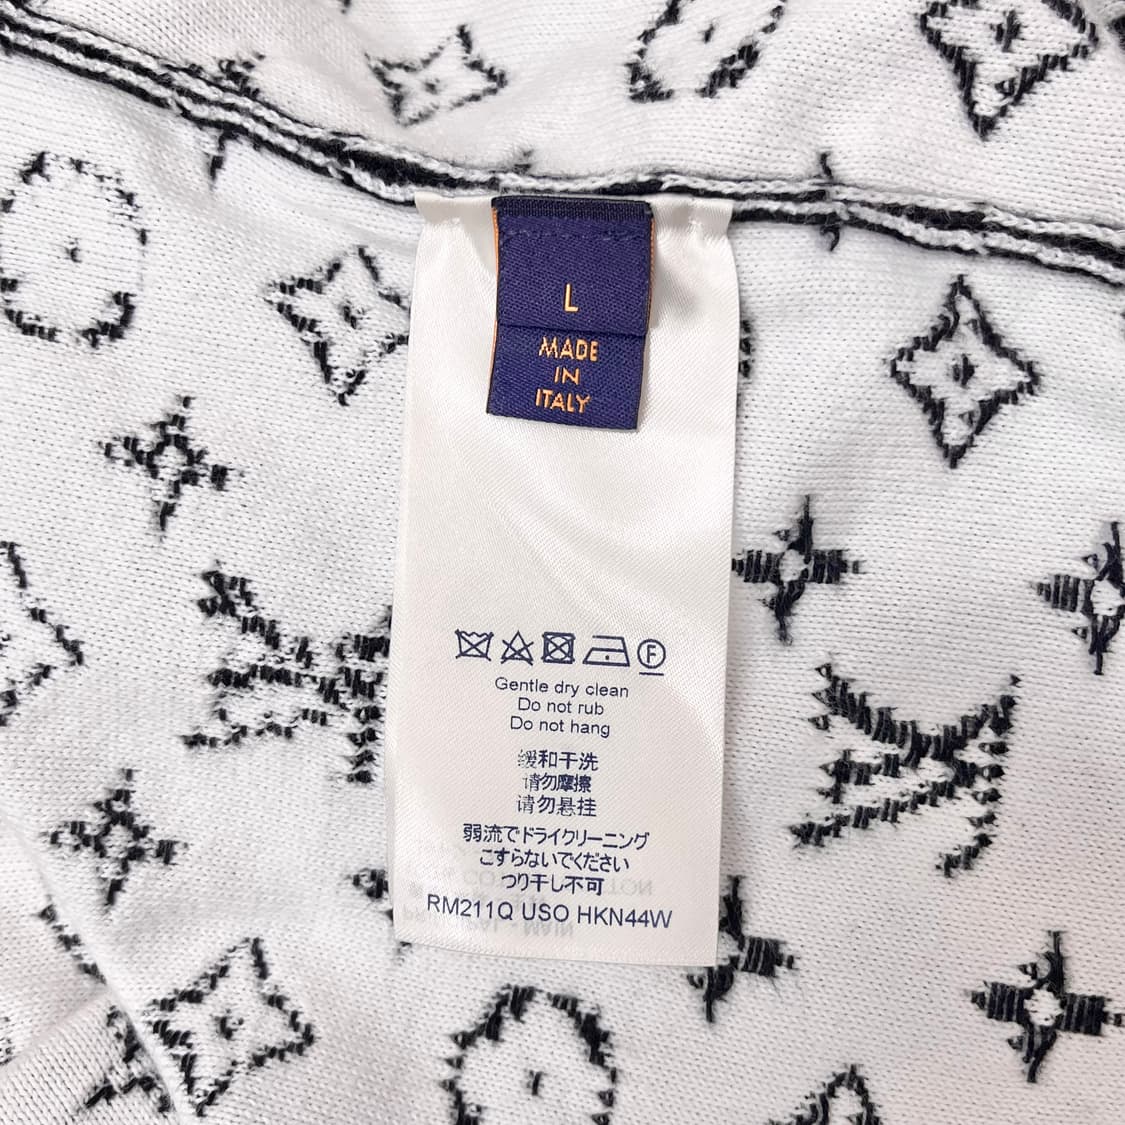 L
MADE
IN
ITALY
F
Gentle dry clean
Do not rub
Do not hang
缓和干洗
请勿摩擦
请勿悬挂
弱流でドライクリーニング
こすらないでください
つり干し不可
RM211Q USO HKN44W